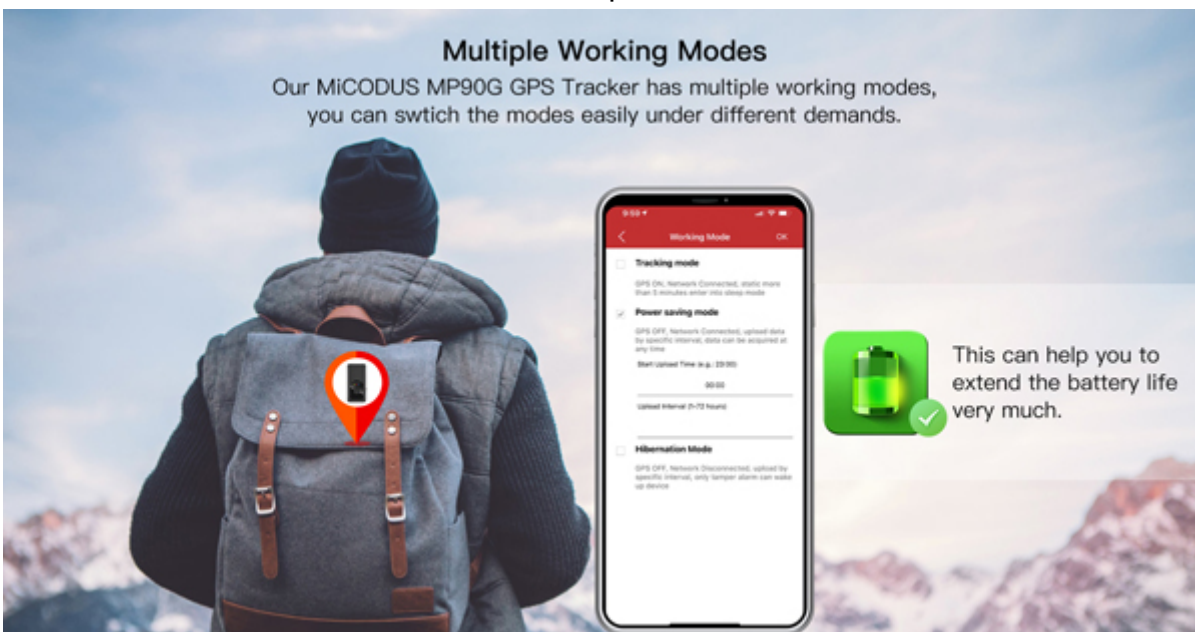 Multiple Working Modes
Our MiCODUS MP90G GPS Tracker has multiple working modes,
you can swtich the modes easily under different demands.
9:59
Working Mode
OK
Tracking mode
GPS ON, Network Connected, static more
than 5 minutes enter into sleep mode
Power saving mode
GPS OFF, Network Connected, upload data
by specific interval, data can be acquired at
any time
Start Upload Time (e.g.: 23:00)
00:00
Upload Interval (1~72 hours)
Hibernation Mode
GPS OFF, Network Disconnected, upload by
specific interval, only tamper alarm can wake
up device
This can help you to
extend the battery life
very much.